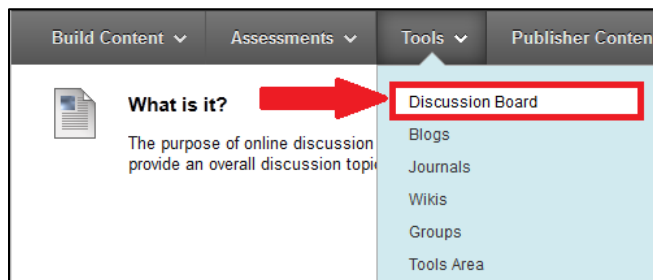 Build Content Assessments Tools Publisher Conten
What is it?
The purpose of online discussion
provide an overall discussion topi
Discussion Board
Blogs
Journals
Wikis
Groups
Tools Area